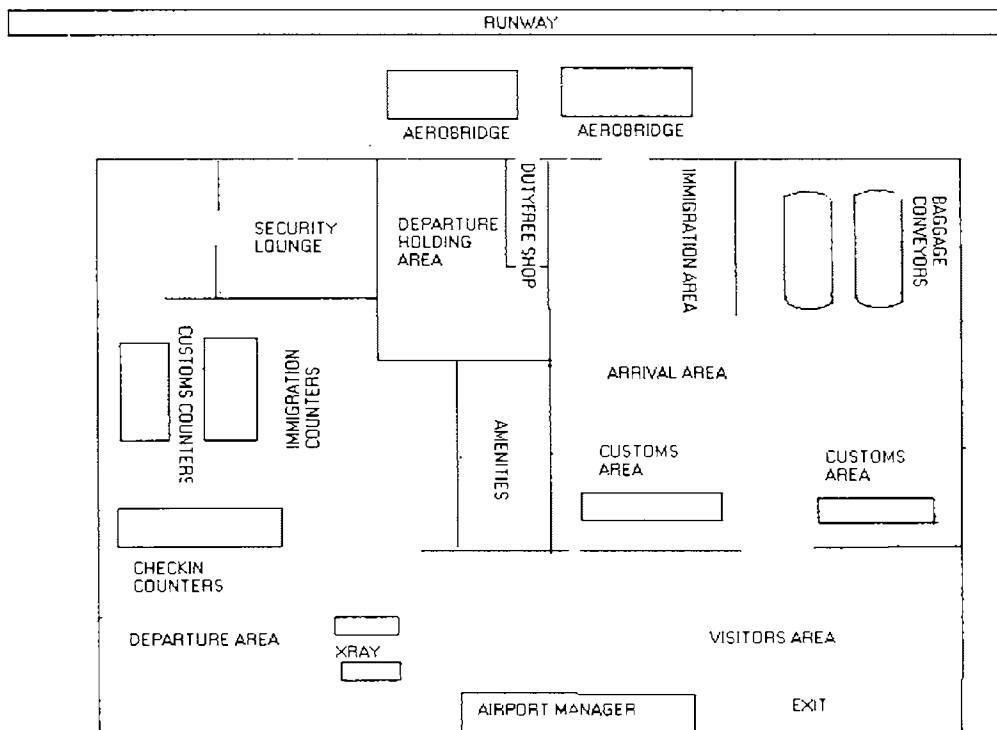 RUNWAY
AEROBRIDGE
AEROBRIDGE
SECURITY
LOUNGE
DEPARTURE
HOLDING
AREA
DUTYFREE SHOP
IMMIGRATION AREA
BAGGAGE
CONVEYORS
CUSTOMS COUNTERS
IMMIGRATION
COUNTERS
ARRIVAL AREA
AMENITIES
CUSTOMS
AREA
CUSTOMS
AREA
CHECKIN
COUNTERS
DEPARTURE AREA
XRAY
VISITORS AREA
AIRPORT MANAGER
EXIT